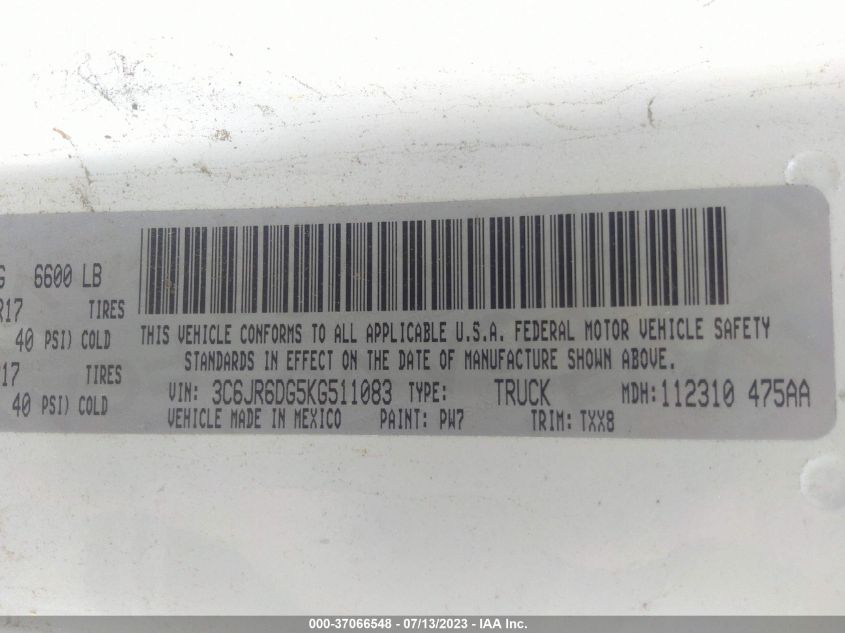 G 6600 LB
R17 TIRES
40 PSI) COLD
R17 TIRES
40 PSI) COLD
THIS VEHICLE CONFORMS TO ALL APPLICABLE U.S.A. FEDERAL MOTOR VEHICLE SAFETY
STANDARDS IN EFFECT ON THE DATE OF MANUFACTURE SHOWN ABOVE.
VIN: 3C6JR6DG5KG511083 TYPE: TRUCK MDH: 112310 475AA
VEHICLE MADE IN MEXICO PAINT: PW7 TRIM: TXX8
000-37066548 - 07/13/2023 - IAA Inc.